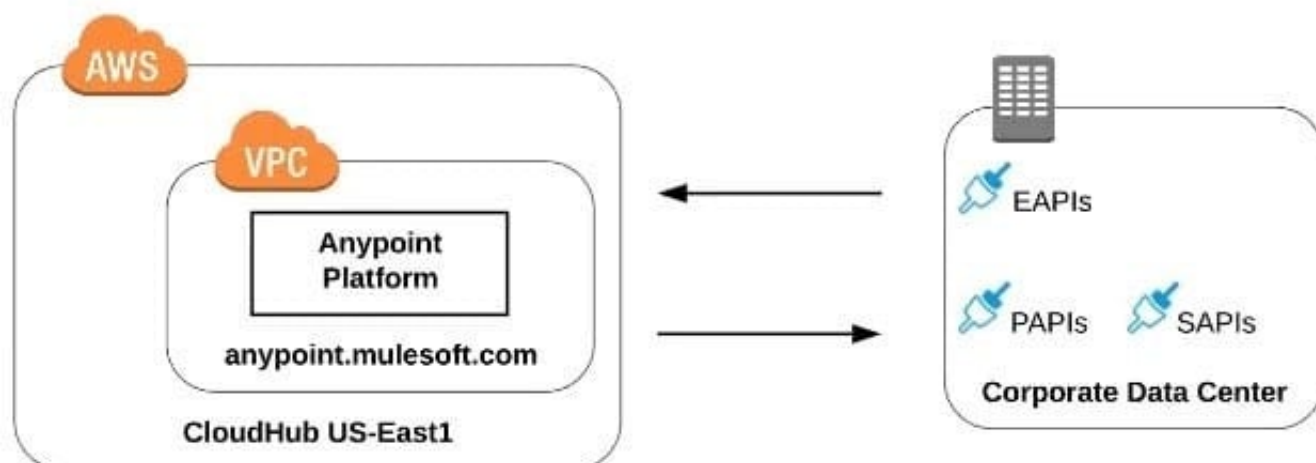 AWS
VPC
Anypoint
Platform
anypoint.mulesoft.com
CloudHub US-East1
EAPIs
PAPIs
SAPIs
Corporate Data Center